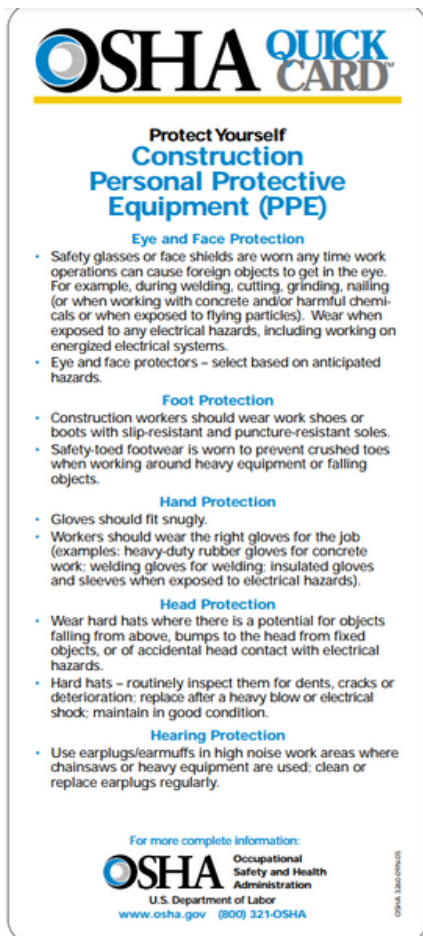 OSHA QUICK
CARD™
Protect Yourself
Construction
Personal Protective
Equipment (PPE)
Eye and Face Protection
• Safety glasses or face shields are worn any time work
operations can cause foreign objects to get in the eye.
For example, during welding, cutting, grinding, nailing
(or when working with concrete and/or harmful chemi-
cals or when exposed to flying particles). Wear when
exposed to any electrical hazards, including working on
energized electrical systems.
• Eye and face protectors – select based on anticipated
hazards.
Foot Protection
• Construction workers should wear work shoes or
boots with slip-resistant and puncture-resistant soles.
• Safety-toed footwear is worn to prevent crushed toes
when working around heavy equipment or falling
objects.
Hand Protection
• Gloves should fit snugly.
• Workers should wear the right gloves for the job
(examples: heavy-duty rubber gloves for concrete
work; welding gloves for welding; insulated gloves
and sleeves when exposed to electrical hazards).
Head Protection
• Wear hard hats where there is a potential for objects
falling from above, bumps to the head from fixed
objects, or of accidental head contact with electrical
hazards.
• Hard hats – routinely inspect them for dents, cracks or
deterioration; replace after a heavy blow or electrical
shock; maintain in good condition.
Hearing Protection
• Use earplugs/earmuffs in high noise work areas where
chainsaws or heavy equipment are used; clean or
replace earplugs regularly.
For more complete information:
OSHA Occupational
Safety and Health
Administration
U.S. Department of Labor
www.osha.gov (800) 321-OSHA
OSHA 3260-09N-05